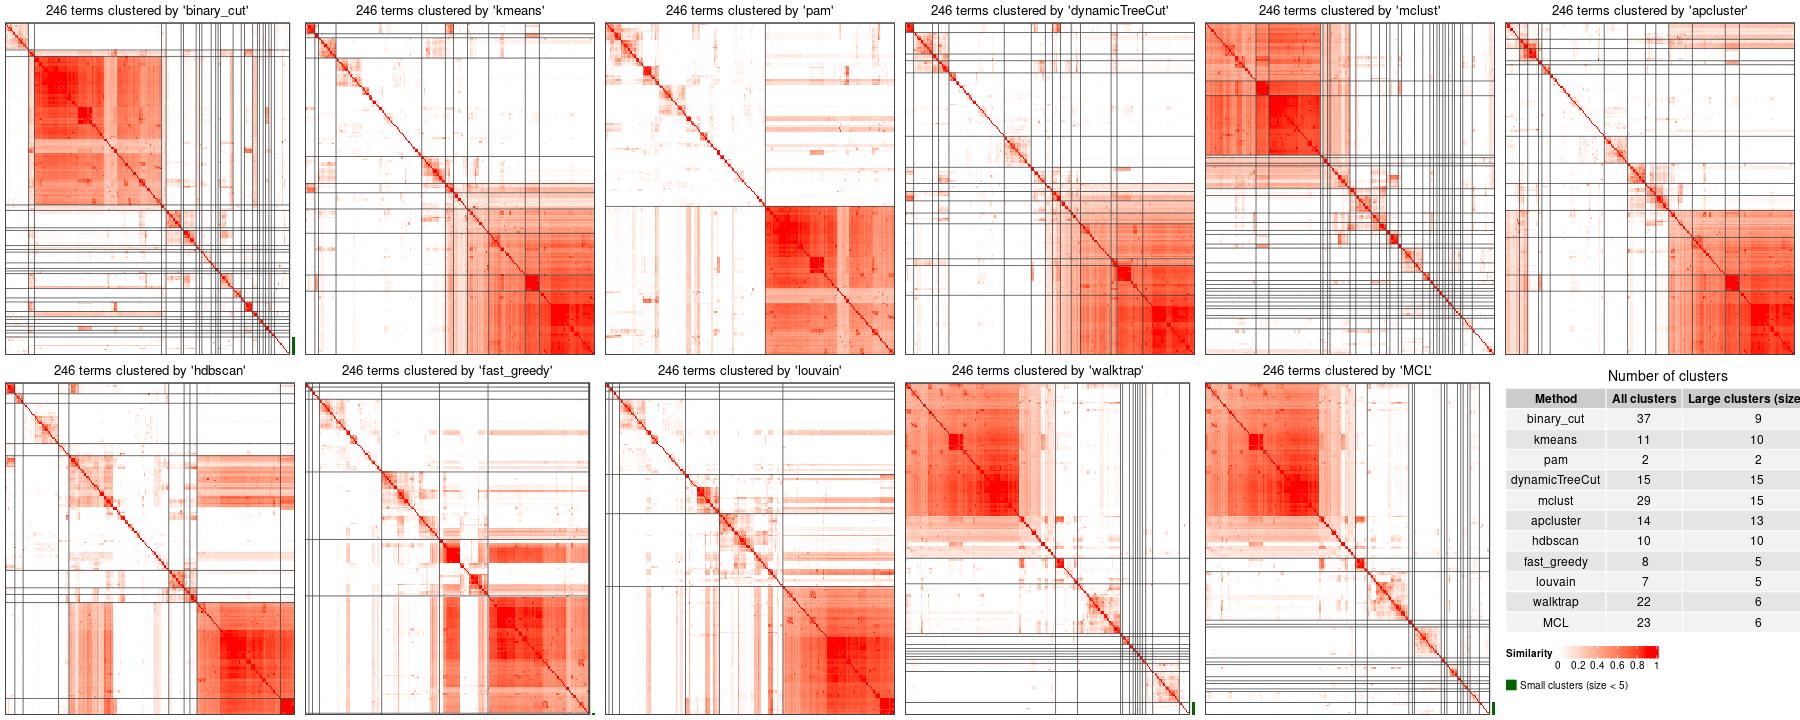 246 terms clustered by 'binary_cut'
246 terms clustered by 'kmeans'
246 terms clustered by 'pam'
246 terms clustered by 'dynamicTreeCut'
246 terms clustered by 'mclust'
246 terms clustered by 'apcluster'
246 terms clustered by 'hdbscan'
246 terms clustered by 'fast_greedy'
246 terms clustered by 'louvain'
246 terms clustered by 'walktrap'
246 terms clustered by 'MCL'
Number of clusters
Method All clusters Large clusters (size
binary_cut 37 9
kmeans 11 10
pam 2 2
dynamicTreeCut 15 15
mclust 29 15
apcluster 14 13
hdbscan 10 10
fast_greedy 8 5
louvain 7 5
walktrap 22 6
MCL 23 6
Similarity
0 0.2 0.4 0.6 0.8 1
Small clusters (size < 5)